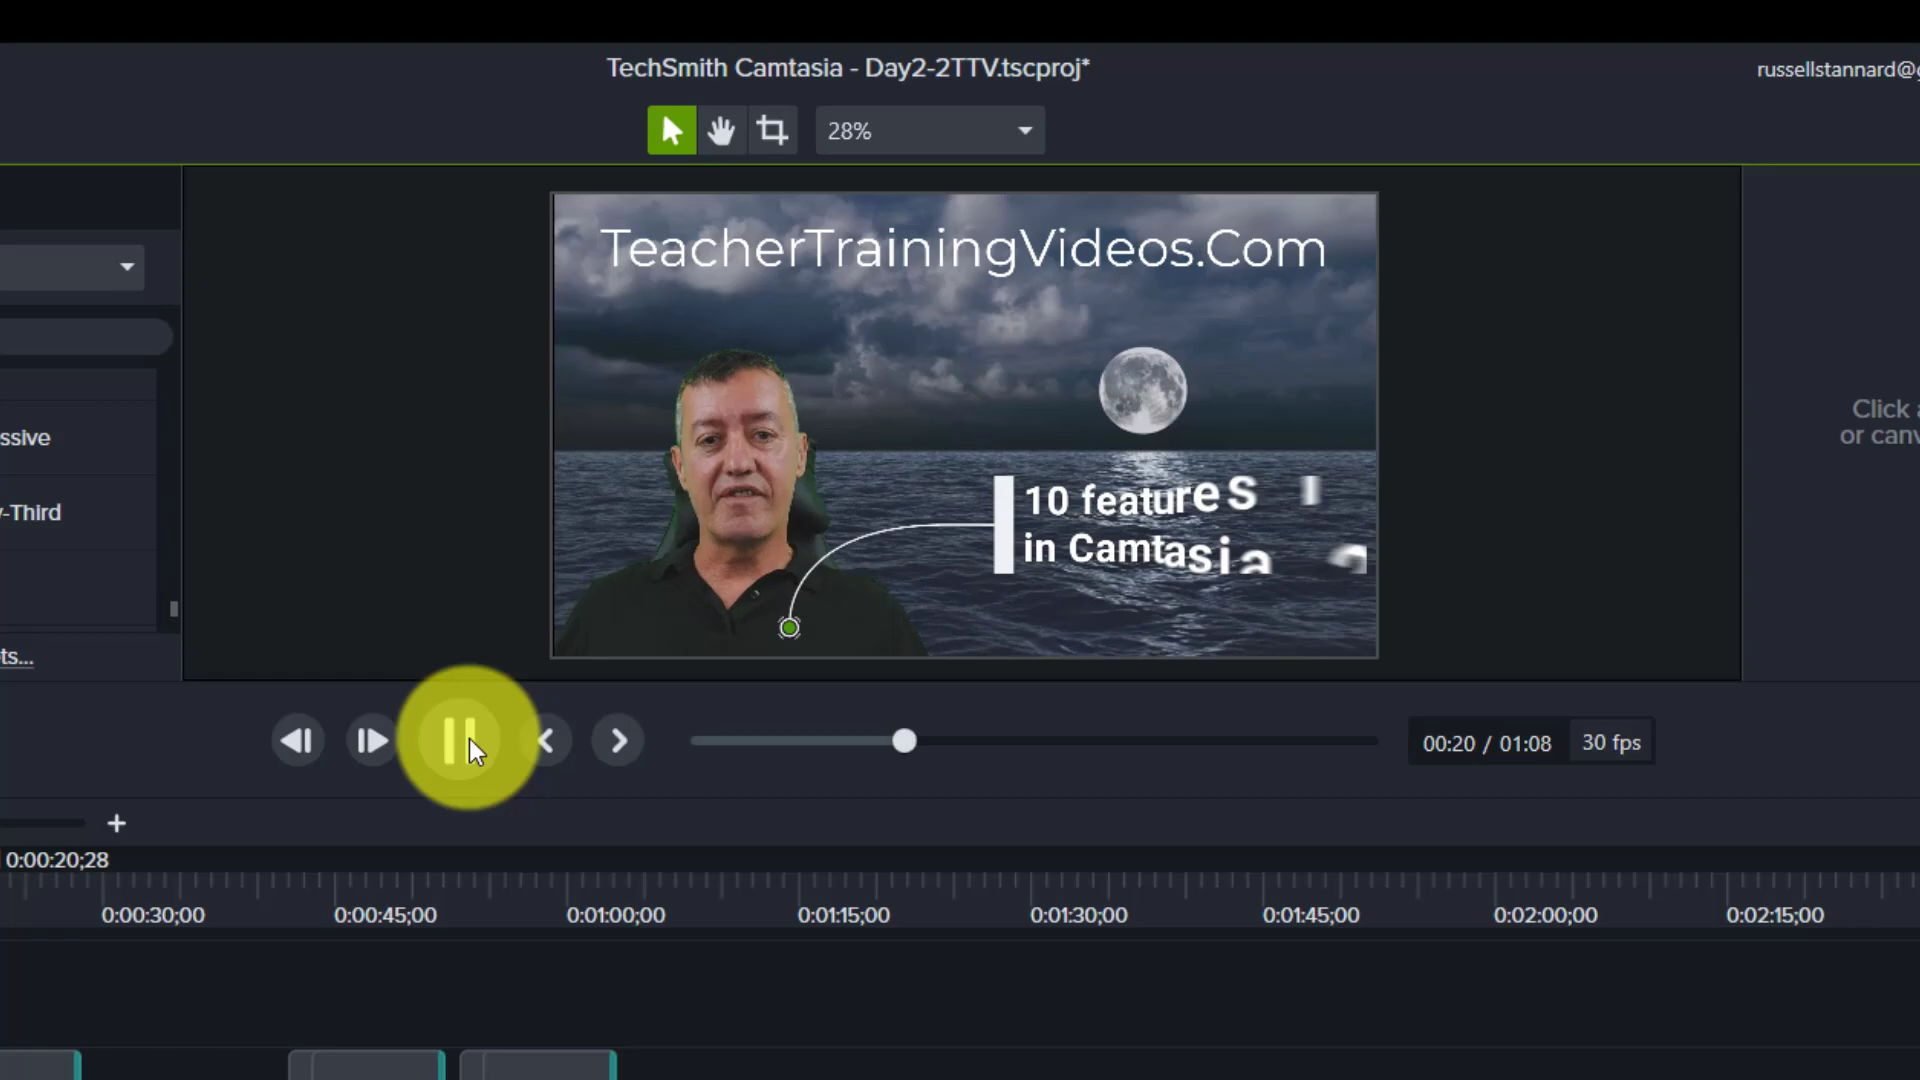 TechSmith Camtasia - Day2-2TTV.tscproj*
russellstannard@g
28%
TeacherTrainingVideos.Com
10 features
in Camtasia
Click a
or canv
ssive
y-Third
ts...
00:20 / 01:08
30 fps
0:00:20;28
0:00:30;00 0:00:45;00 0:01:00;00 0:01:15;00 0:01:30;00 0:01:45;00 0:02:00;00 0:02:15;00